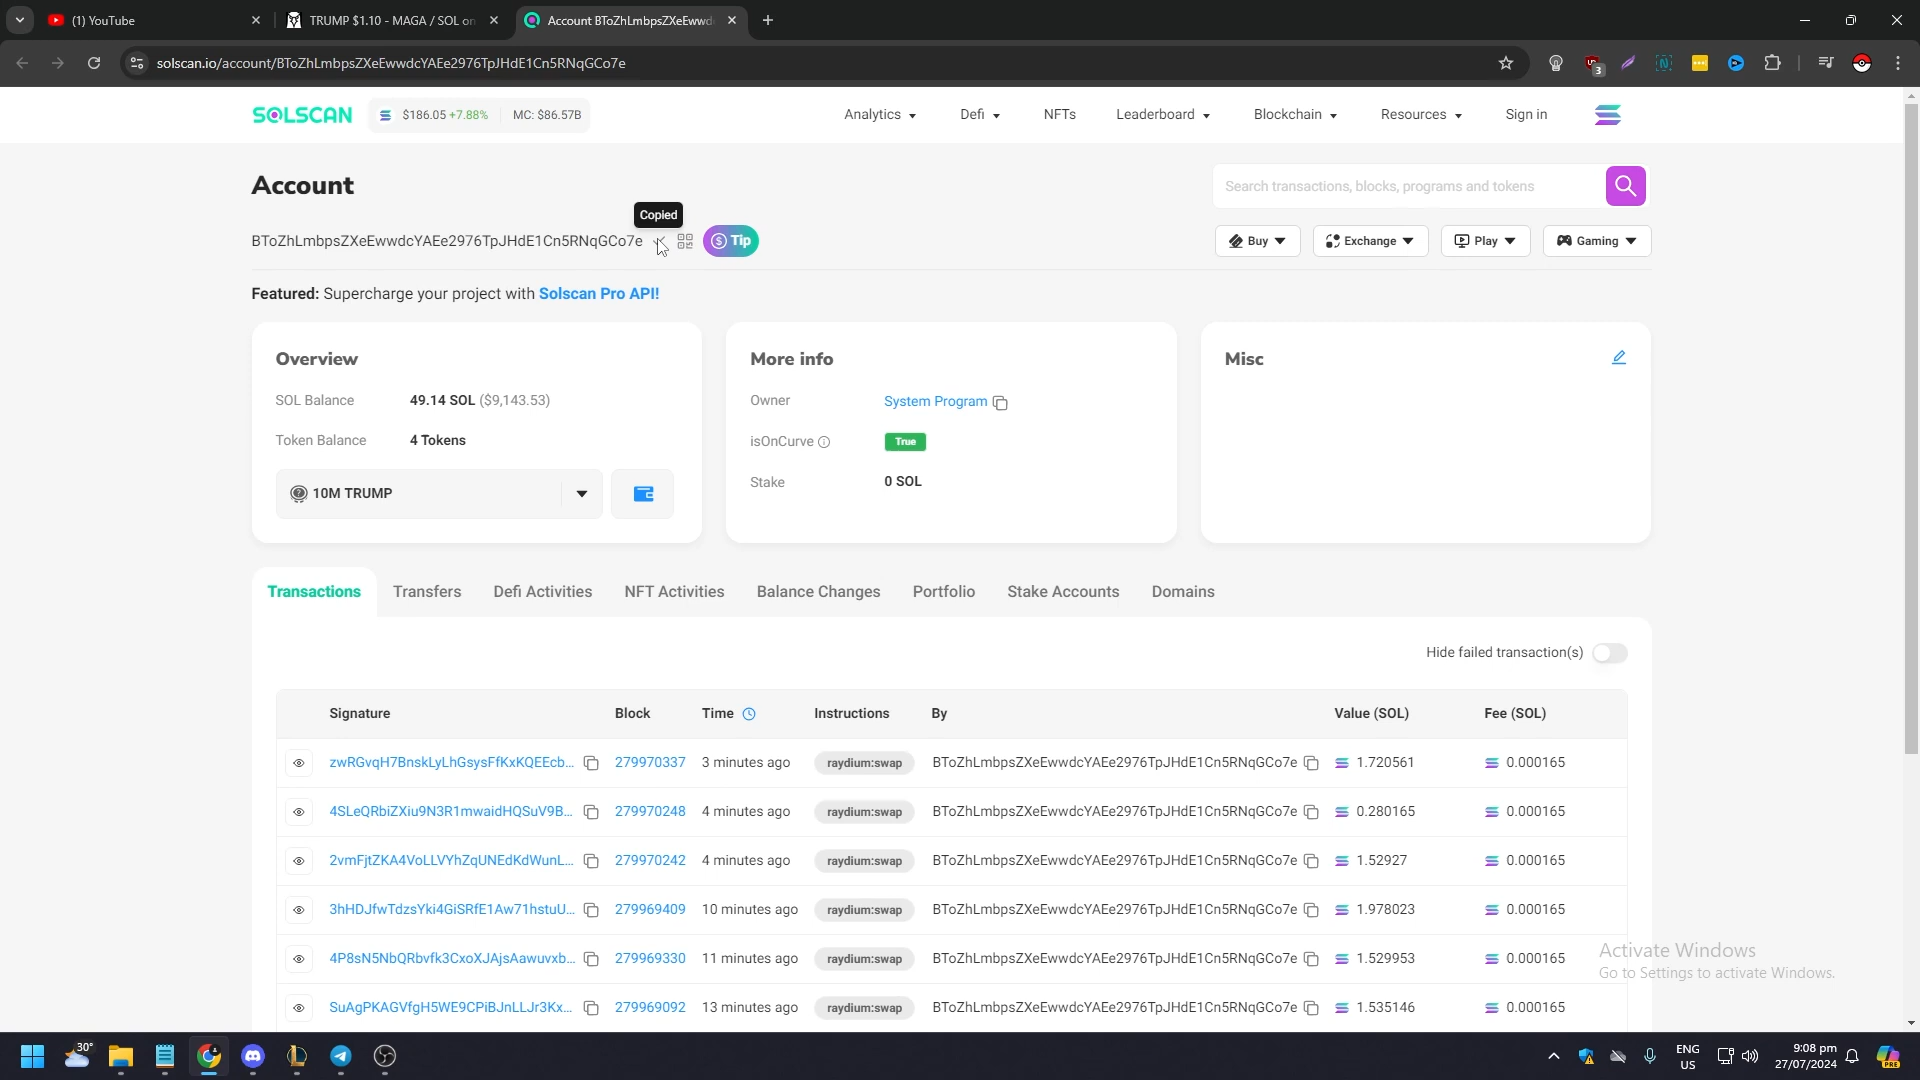 (1) YouTube
TRUMP $1.10 - MAGA / SOL on
Account BToZhLmbpsZXeEwwd
solscan.io/account/BToZhLmbpsZXeEwwdcYAEe2976TpJHdE1Cn5RNqGCo7e
3
SOLSCAN
$186.05 +7.88% MC: $86.57B
Analytics Defi NFTs Leaderboard Blockchain Resources Sign in
Account
Search transactions, blocks, programs and tokens
Copied
BToZhLmbpsZXeEwwdcYAEe2976TpJHdE1Cn5RNqGCo7e
Tip
Buy Exchange Play Gaming
Featured: Supercharge your project with Solscan Pro API!
Overview
SOL Balance 49.14 SOL ($9,143.53)
Token Balance 4 Tokens
10M TRUMP
More info
Owner System Program
isOnCurve True
Stake 0 SOL
Misc
Transactions Transfers Defi Activities NFT Activities Balance Changes Portfolio Stake Accounts Domains
Hide failed transaction(s)
Signature Block Time Instructions By Value (SOL) Fee (SOL)
zwRGvqH7BnskLyLhGsysFfKxKQEEcb... 279970337 3 minutes ago raydium:swap BToZhLmbpsZXeEwwdcYAEe2976TpJHdE1Cn5RNqGCo7e 1.720561 0.000165
4SLeQRbiZXiu9N3R1mwaidHQSuV9B... 279970248 4 minutes ago raydium:swap BToZhLmbpsZXeEwwdcYAEe2976TpJHdE1Cn5RNqGCo7e 0.280165 0.000165
2vmFjtZKA4VoLLVYhZqUNEdKdWunL... 279970242 4 minutes ago raydium:swap BToZhLmbpsZXeEwwdcYAEe2976TpJHdE1Cn5RNqGCo7e 1.52927 0.000165
3hHDJfwTdzsYki4GiSRfE1Aw71hstuU... 279969409 10 minutes ago raydium:swap BToZhLmbpsZXeEwwdcYAEe2976TpJHdE1Cn5RNqGCo7e 1.978023 0.000165
4P8sN5NbQRbvfk3CxoXJAjsAawuvxb... 279969330 11 minutes ago raydium:swap BToZhLmbpsZXeEwwdcYAEe2976TpJHdE1Cn5RNqGCo7e 1.529953 0.000165
SuAgPKAGVfgH5WE9CPiBJnLLJr3Kx... 279969092 13 minutes ago raydium:swap BToZhLmbpsZXeEwwdcYAEe2976TpJHdE1Cn5RNqGCo7e 1.535146 0.000165
Activate Windows
Go to Settings to activate Windows.
30°
ENG
US
9:08 pm
27/07/2024
PRE